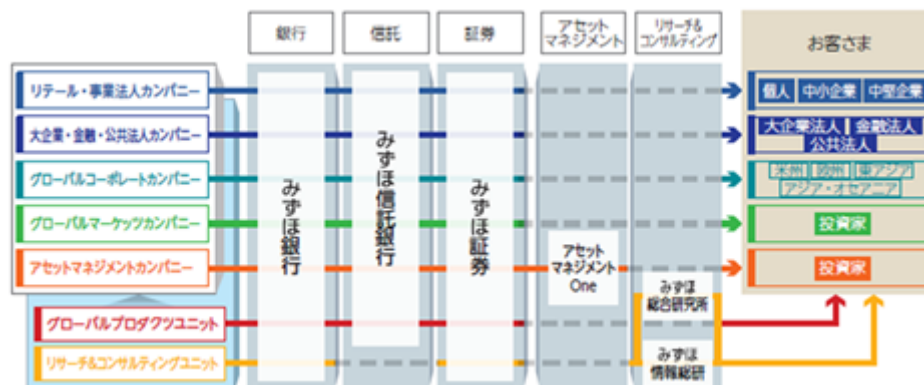 銀行
信託
証券
アセット
マネジメント
リサーチ&
コンサルティング
お客さま
リテール・事業法人カンパニー
大企業・金融・公共法人カンパニー
グローバルコーポレートカンパニー
グローバルマーケッツカンパニー
アセットマネジメントカンパニー
グローバルプロダクツユニット
リサーチ&コンサルティングユニット
みずほ銀行
みずほ信託銀行
みずほ証券
アセット
マネジメント
One
みずほ
総合研究所
みずほ
情報総研
個人 中小企業 中堅企業
大企業法人 金融法人
公共法人
米州 欧州 東アジア
アジア・オセアニア
投資家
投資家